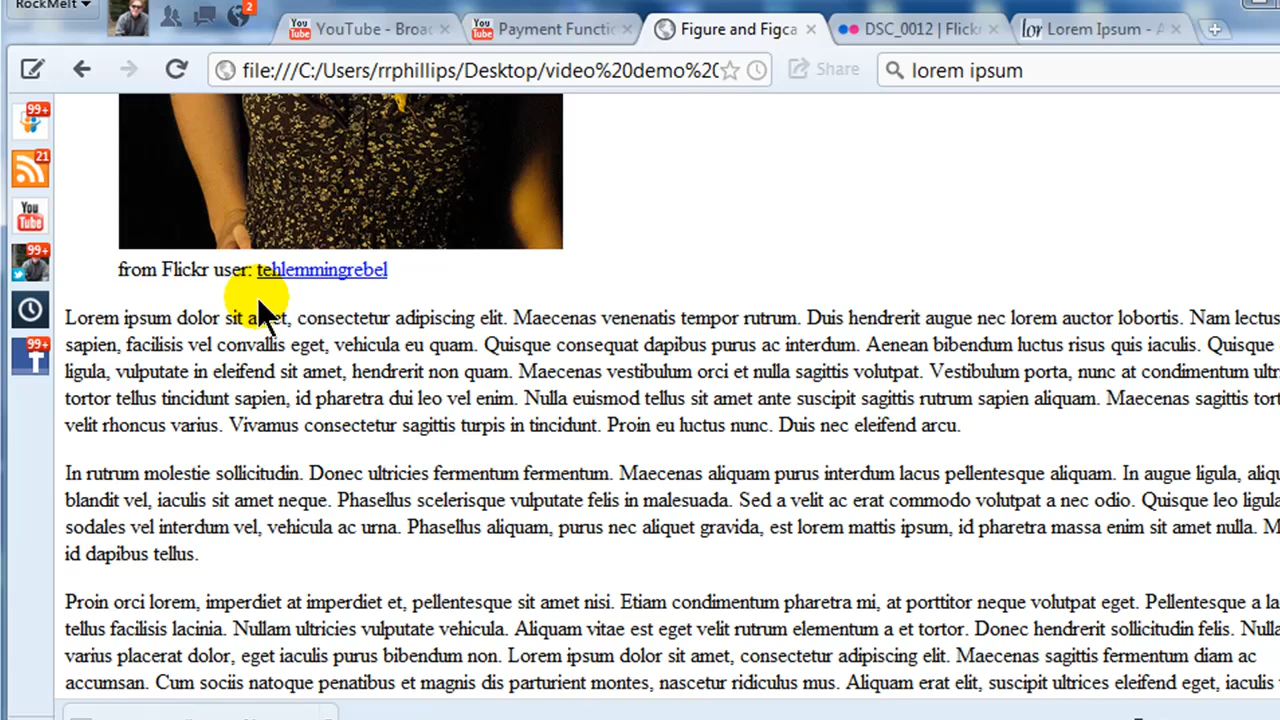 RockMelt
2
You Tube YouTube - Broad
You Tube Payment Functio
Figure and Figca
DSC_0012 | Flickr
lor Lorem Ipsum - A
file:///C:/Users/rrphillips/Desktop/video%20demo%20
Share
lorem ipsum
99+
21
You Tube
99+
99+
from Flickr user: tehlemmingrebel
Lorem ipsum dolor sit amet, consectetur adipiscing elit. Maecenas venenatis tempor rutrum. Duis hendrerit augue nec lorem auctor lobortis. Nam lectus
sapien, facilisis vel convallis eget, vehicula eu quam. Quisque consequat dapibus purus ac interdum. Aenean bibendum luctus risus quis iaculis. Quisque
ligula, vulputate in eleifend sit amet, hendrerit non quam. Maecenas vestibulum orci et nulla sagittis volutpat. Vestibulum porta, nunc at condimentum ultri
tortor tellus tincidunt sapien, id pharetra dui leo vel enim. Nulla euismod tellus sit amet ante suscipit sagittis rutrum sapien aliquam. Maecenas sagittis tort
velit rhoncus varius. Vivamus consectetur sagittis turpis in tincidunt. Proin eu luctus nunc. Duis nec eleifend arcu.
In rutrum molestie sollicitudin. Donec ultricies fermentum fermentum. Maecenas aliquam purus interdum lacus pellentesque aliquam. In augue ligula, aliqu
blandit vel, iaculis sit amet neque. Phasellus scelerisque vulputate felis in malesuada. Sed a velit ac erat commodo volutpat a nec odio. Quisque leo ligula
sodales vel interdum vel, vehicula ac urna. Phasellus aliquam, purus nec aliquet gravida, est lorem mattis ipsum, id pharetra massa enim sit amet nulla. M
id dapibus tellus.
Proin orci lorem, imperdiet at imperdiet et, pellentesque sit amet nisi. Etiam condimentum pharetra mi, at porttitor neque volutpat eget. Pellentesque a la
tellus facilisis lacinia. Nullam ultricies vulputate vehicula. Aliquam vitae est eget velit rutrum elementum a et tortor. Donec hendrerit sollicitudin felis. Nulla
varius placerat dolor, eget iaculis purus bibendum non. Lorem ipsum dolor sit amet, consectetur adipiscing elit. Maecenas sagittis fermentum diam ac
accumsan. Cum sociis natoque penatibus et magnis dis parturient montes, nascetur ridiculus mus. Aliquam erat elit, suscipit ultrices eleifend eget, iaculis